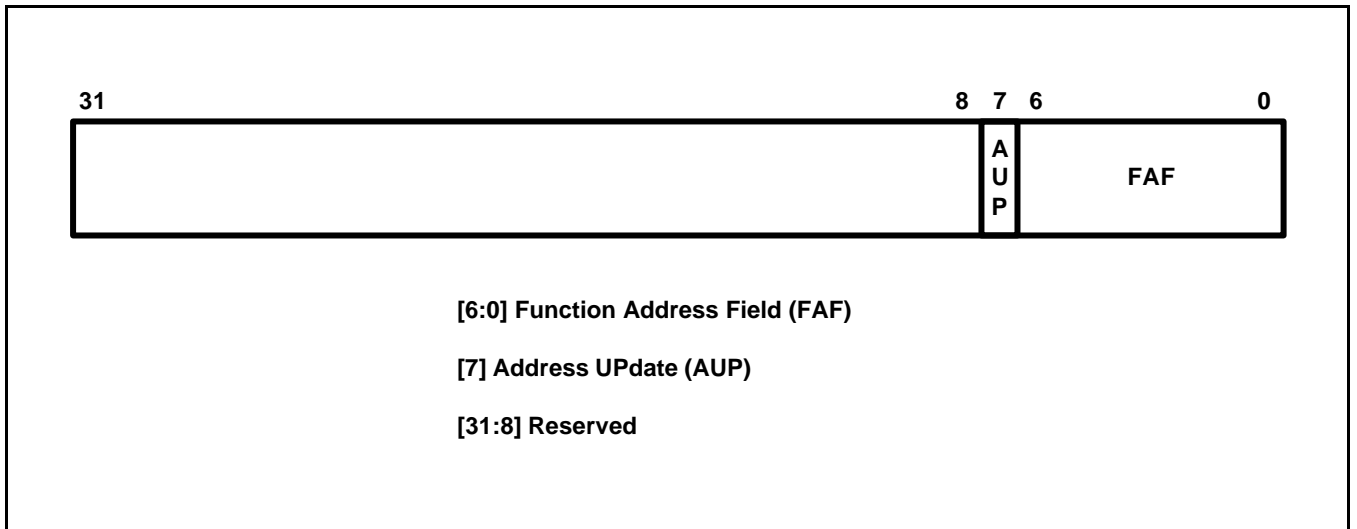 31 8 7 6 0
A
U
P
FAF
[6:0] Function Address Field (FAF)
[7] Address UPdate (AUP)
[31:8] Reserved